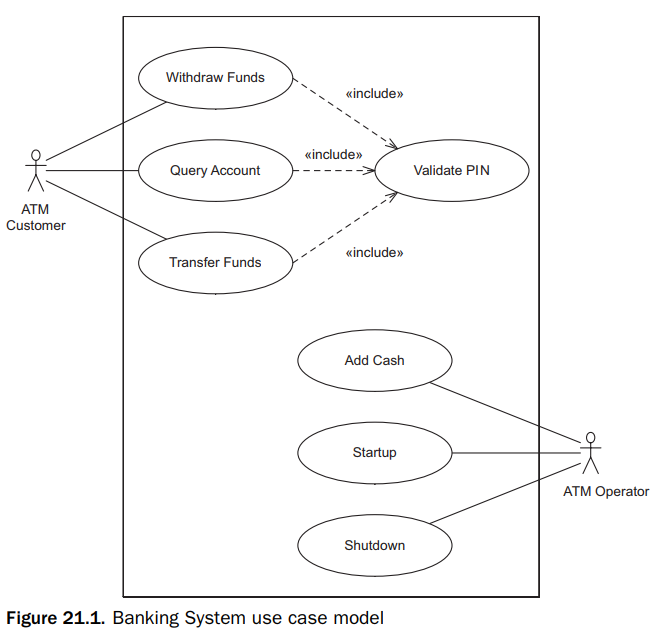 Withdraw Funds
«include»
«include»
Query Account
Validate PIN
ATM
Customer
«include»
Transfer Funds
Add Cash
Startup
ATM Operator
Shutdown
Figure 21.1. Banking System use case model